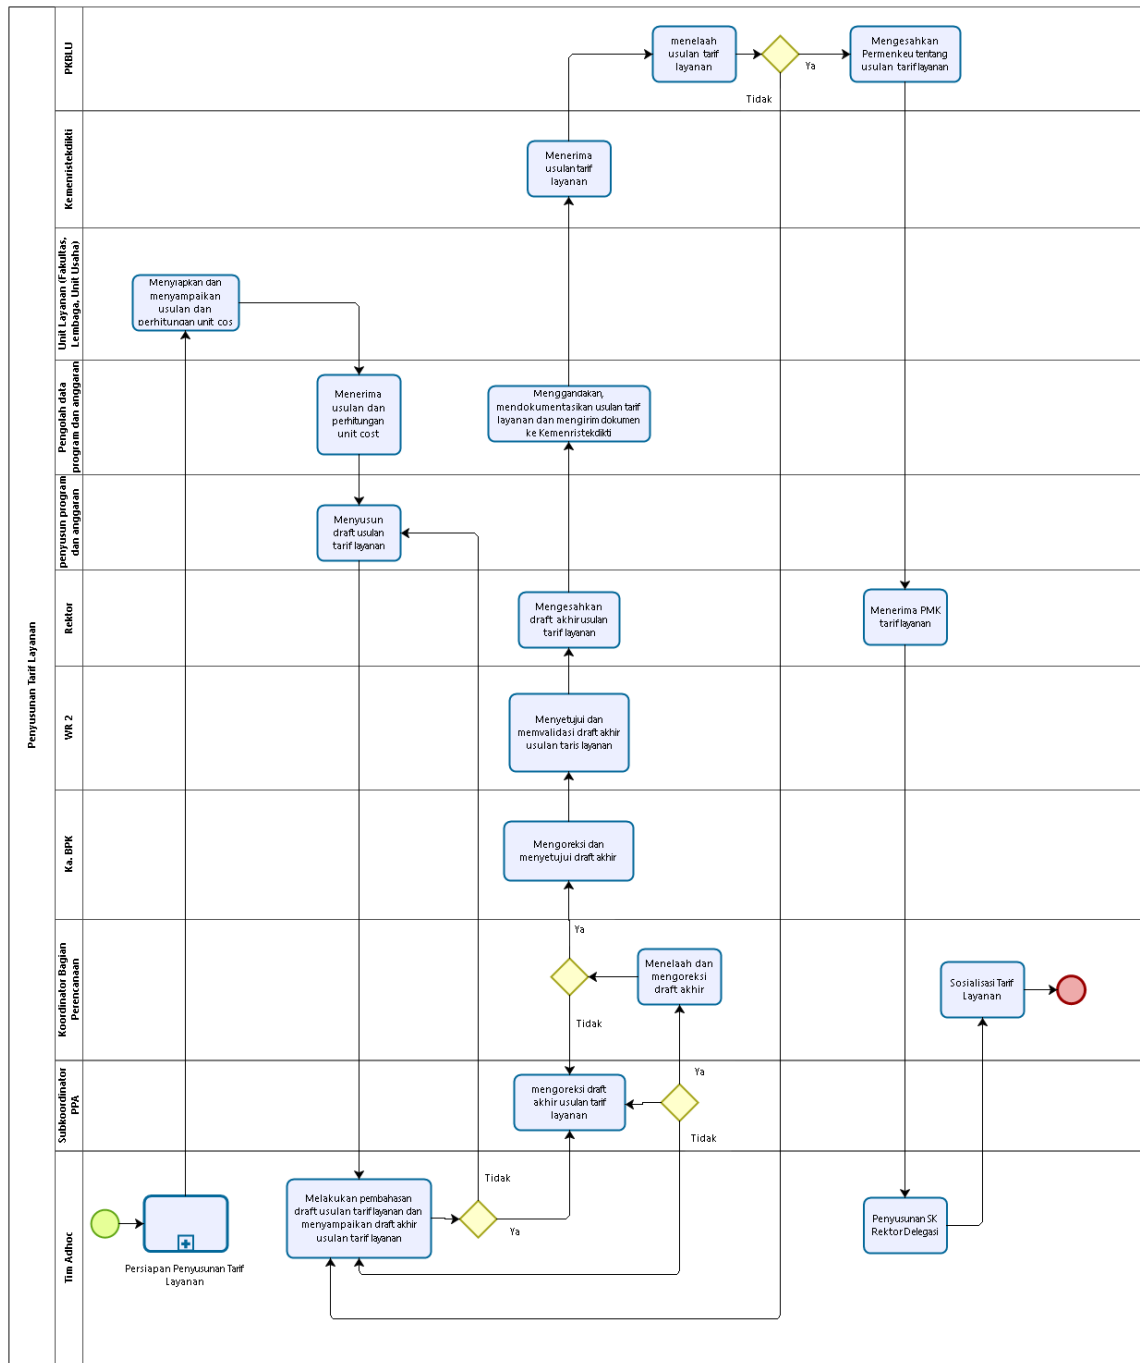 Penyusunan Tarif Layanan
PKBLU
menelaah
usulan tarif
layanan
Ya
Tidak
Mengesahkan
Permenkeu tentang
usulan tarif layanan
Kemenristekdikti
Menerima
usulan tarif
layanan
Unit Layanan (Fakultas,
Lembaga, Unit Usaha)
Menyiapkan dan
menyampaikan
usulan dan
perhitungan unit cos
Pengolah data
program dan anggaran
Menerima
usulan dan
perhitungan
unit cost
Menggandakan,
mendokumentasikan usulan tarif
layanan dan mengirim dokumen
ke Kemenristekdikti
penyusun program
dan anggaran
Menyusun
draft usulan
tarif layanan
Rektor
Mengesahkan
draft akhir usulan
tarif layanan
Menerima PMK
tarif layanan
WR 2
Menyetujui dan
memvalidasi draft akhir
usulan taris layanan
Ka. BPK
Mengoreksi dan
menyetujui draft akhir
Koordinator Bagian
Perencanaan
Ya
Tidak
Menelaah dan
mengoreksi
draft akhir
Sosialisasi Tarif
Layanan
Subkoordinator
PPA
mengoreksi draft
akhir usulan tarif
layanan
Ya
Tidak
Tim Adhoc
Persiapan Penyusunan Tarif
Layanan
Melakukan pembahasan
draft usulan tarif layanan dan
menyampaikan draft akhir
usulan tarif layanan
Tidak
Ya
Penyusunan SK
Rektor Delegasi